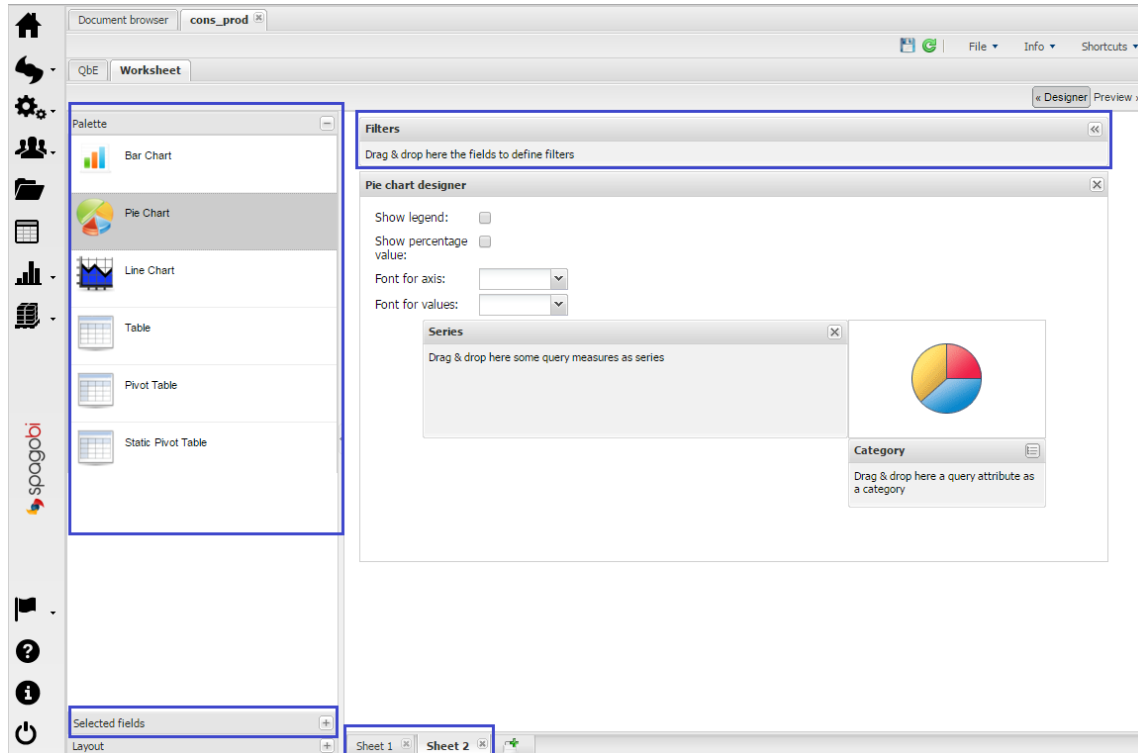 Document browser
cons_prod
File
Info
Shortcuts
QbE
Worksheet
« Designer
Preview »
Palette
Bar Chart
Pie Chart
Line Chart
Table
Pivot Table
Static Pivot Table
spagobi
Selected fields
Layout
Filters
Drag & drop here the fields to define filters
Pie chart designer
Show legend:
Show percentage
value:
Font for axis:
Font for values:
Series
Drag & drop here some query measures as series
Category
Drag & drop here a query attribute as
a category
Sheet 1
Sheet 2